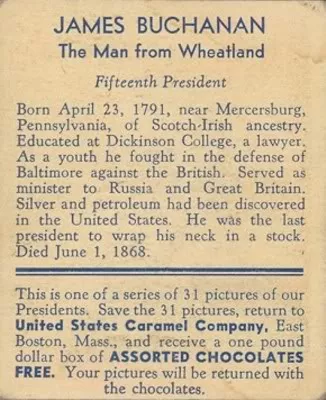 JAMES BUCHANAN
The Man from Wheatland
Fifteenth President
Born April 23, 1791, near Mercersburg,
Pennsylvania, of Scotch-Irish ancestry.
Educated at Dickinson College, a lawyer.
As a youth he fought in the defense of
Baltimore against the British. Served as
minister to Russia and Great Britain.
Silver and petroleum had been discovered
in the United States. He was the last
president to wrap his neck in a stock.
Died June 1, 1868.
This is one of a series of 31 pictures of our
Presidents. Save the 31 pictures, return to
United States Caramel Company, East
Boston, Mass., and receive a one pound
dollar box of ASSORTED CHOCOLATES
FREE. Your pictures will be returned with
the chocolates.